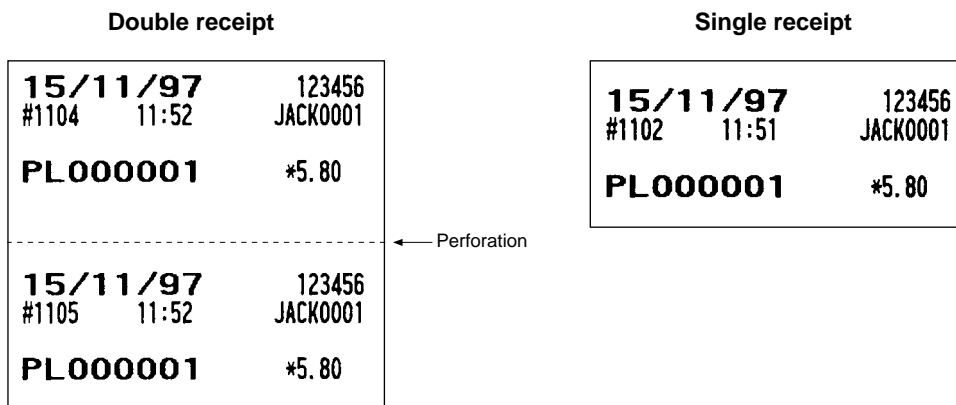 Double receipt
15/11/97 123456
#1104 11:52 JACK0001
PL000001 *5.80
Perforation
15/11/97 123456
#1105 11:52 JACK0001
PL000001 *5.80
Single receipt
15/11/97 123456
#1102 11:51 JACK0001
PL000001 *5.80